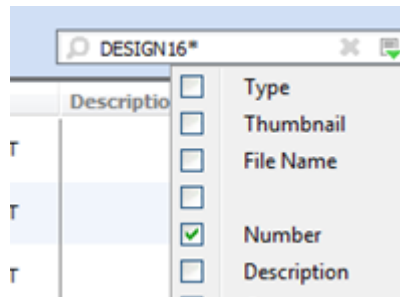 DESIGN16*
Descriptio
Type
Thumbnail
T
File Name
T
Number
Description
T